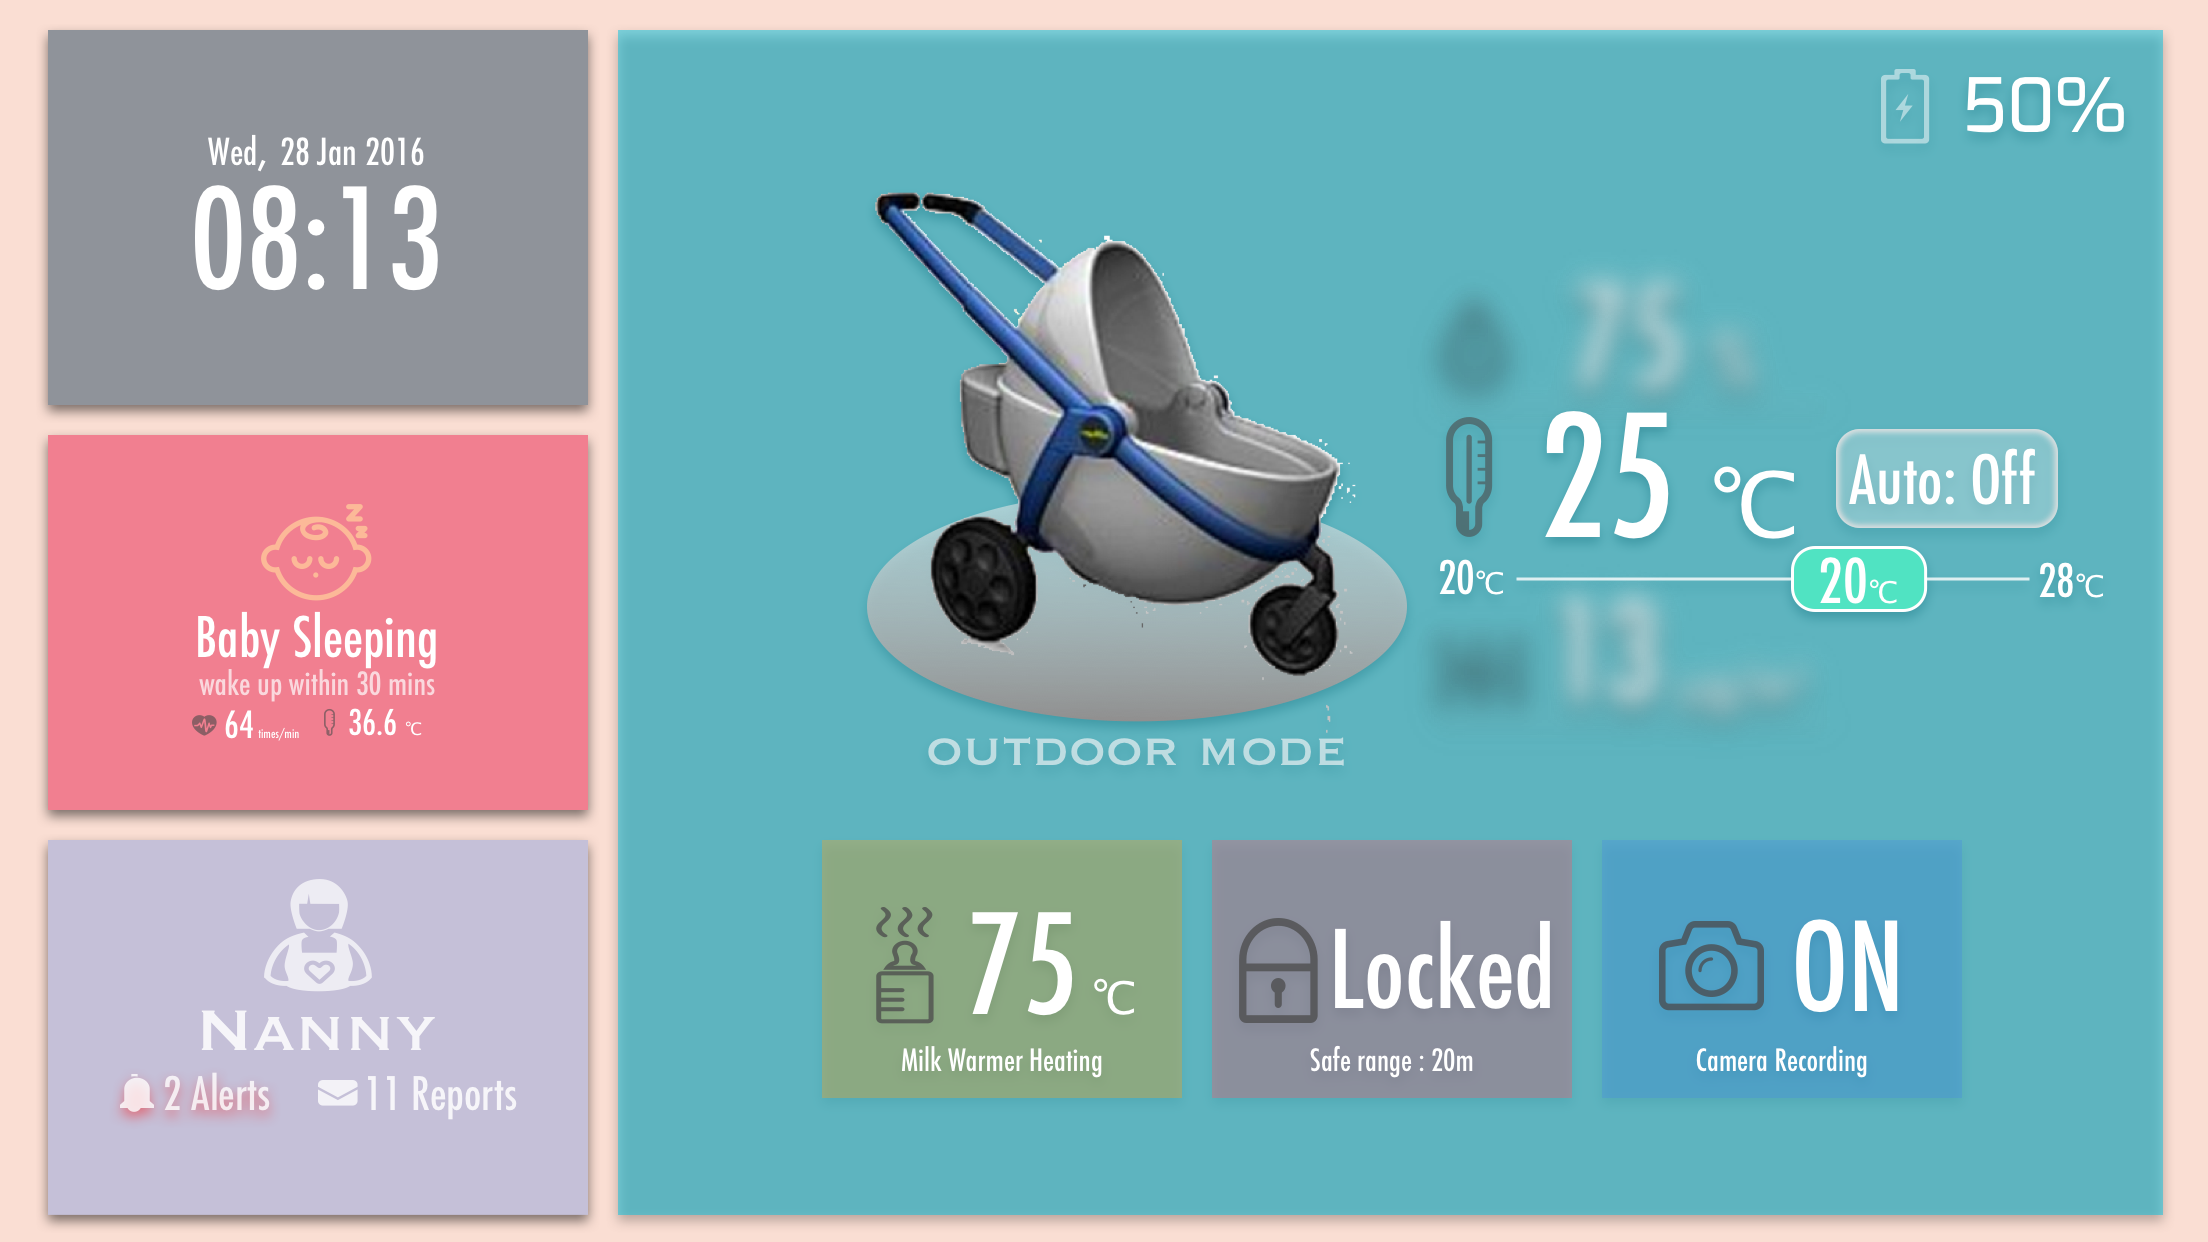 Wed, 28 Jan 2016
08:13
Baby Sleeping
wake up within 30 mins
64 times/min 36.6 °C
NANNY
2 Alerts 11 Reports
50%
75
25 °C Auto: Off
20°C 20°C 28°C
13
OUTDOOR MODE
75 °C
Milk Warmer Heating
Locked
Safe range : 20m
ON
Camera Recording